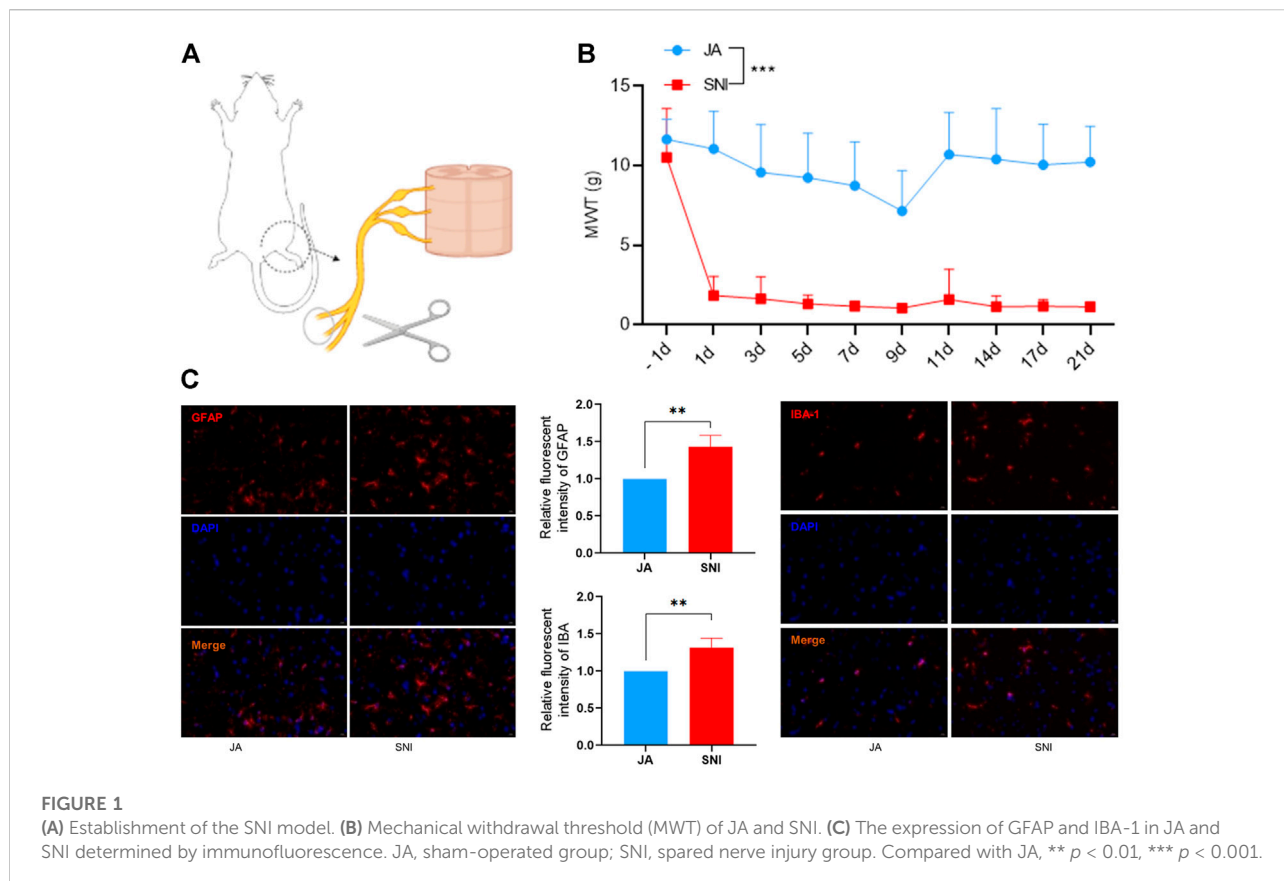 A
B
JA
SNI
***
15
10
5
0
MWT (g)
- 1d
1d
3d
5d
7d
9d
11d
14d
17d
21d
C
GFAP
DAPI
Merge
JA
SNI
Relative fluorescent
intensity of GFAP
2.0
1.5
1.0
0.5
0.0
**
JA
SNI
Relative fluorescent
intensity of IBA
2.0
1.5
1.0
0.5
0.0
**
JA
SNI
IBA-1
DAPI
Merge
JA
SNI
FIGURE 1
(A) Establishment of the SNI model. (B) Mechanical withdrawal threshold (MWT) of JA and SNI. (C) The expression of GFAP and IBA-1 in JA and
SNI determined by immunofluorescence. JA, sham-operated group; SNI, spared nerve injury group. Compared with JA, ** p < 0.01, *** p < 0.001.